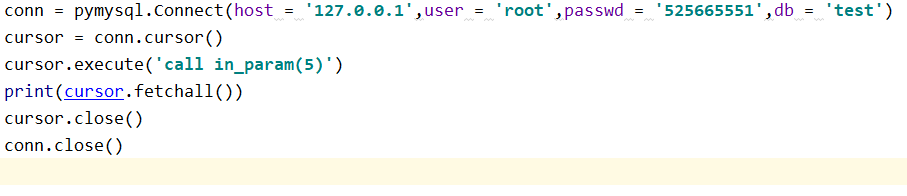 conn = pymysql.Connect(host = '127.0.0.1',user = 'root',passwd = '525665551',db = 'test')
cursor = conn.cursor()
cursor.execute('call in_param(5)')
print(cursor.fetchall())
cursor.close()
conn.close()